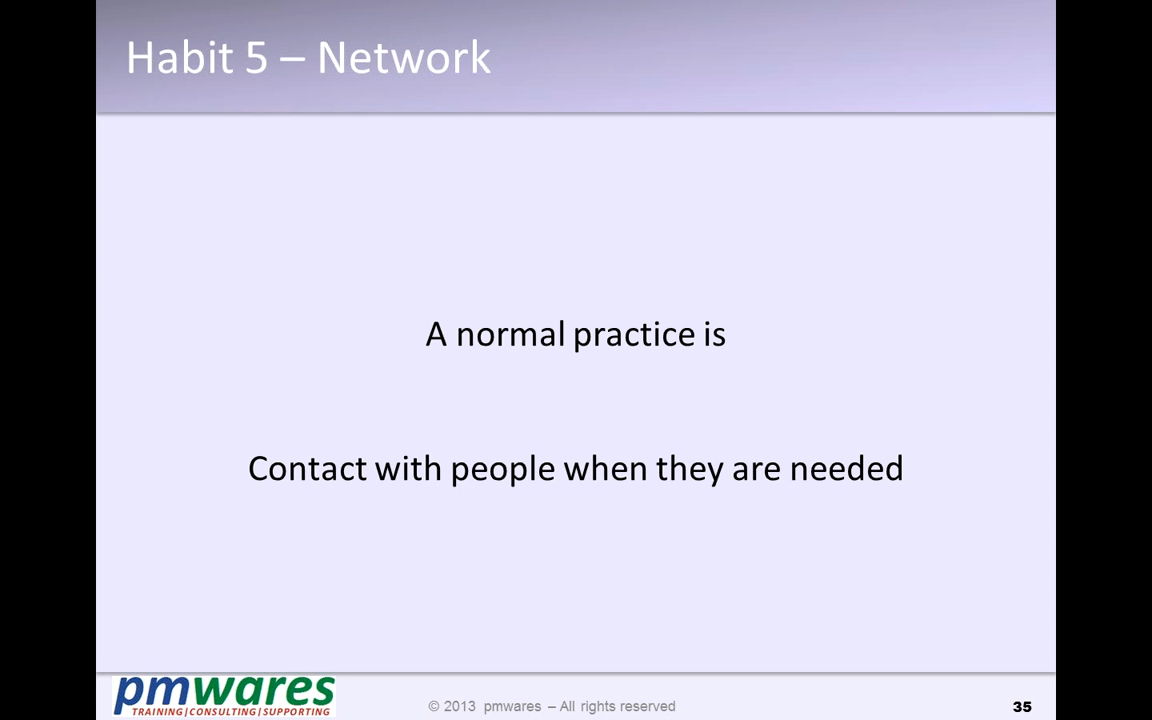 Habit 5 – Network
A normal practice is
Contact with people when they are needed
pmwares
TRAINING|CONSULTING|SUPPORTING
© 2013 pmwares – All rights reserved
35